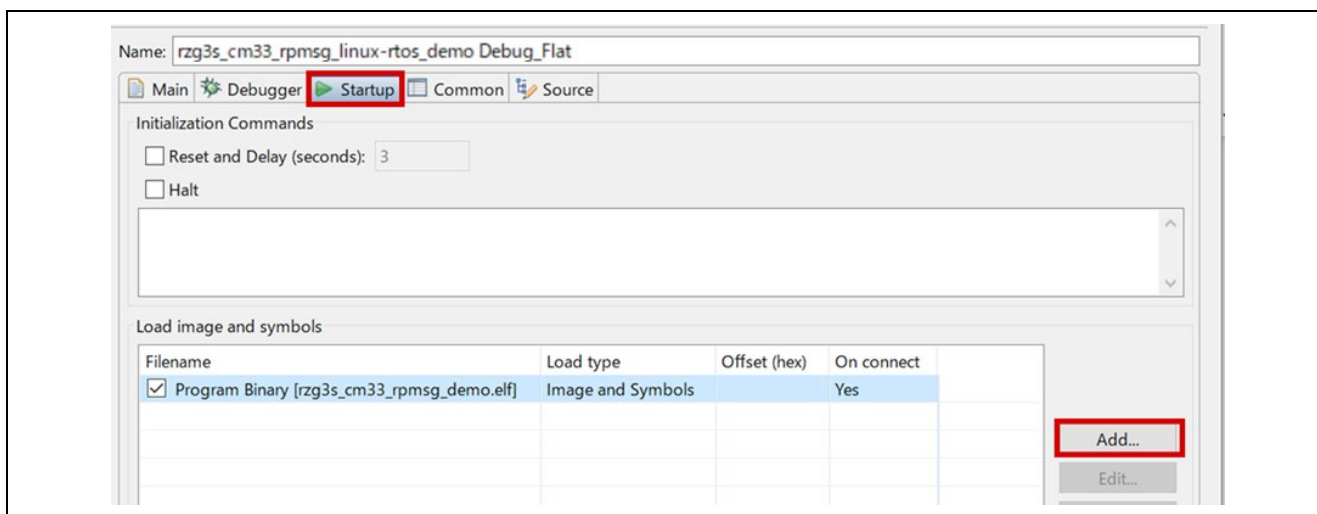 Name: rzg3s_cm33_rpmsg_linux-rtos_demo Debug_Flat
Main Debugger Startup Common Source
Initialization Commands
Reset and Delay (seconds): 3
Halt
Load image and symbols
Filename Load type Offset (hex) On connect
Program Binary [rzg3s_cm33_rpmsg_demo.elf] Image and Symbols Yes
Add...
Edit...